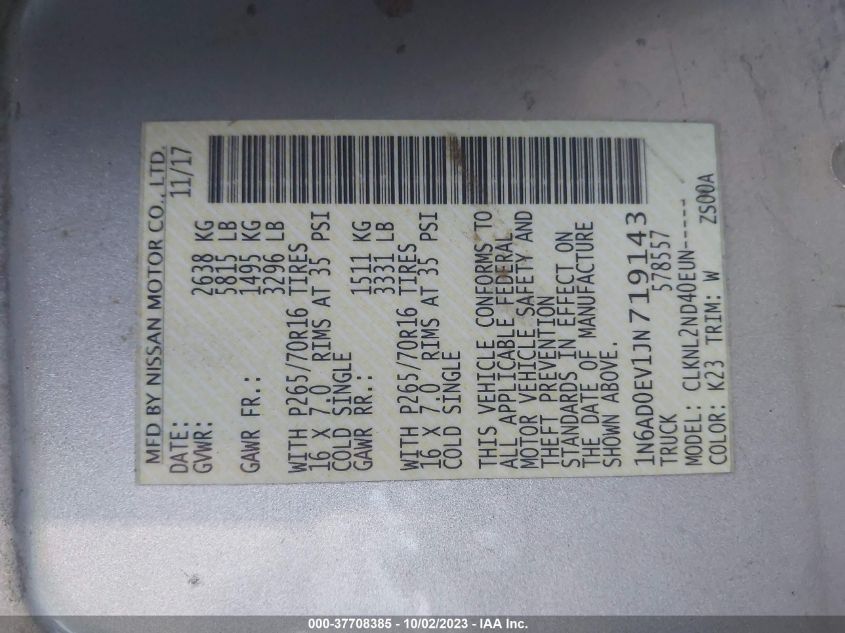 MFD BY NISSAN MOTOR CO., LTD.
DATE: 11/17
GVWR: 2638 KG
5815 LB
GAWR FR.: 1495 KG
3296 LB
WITH P265/70R16 TIRES
16 X 7.0 RIMS AT 35 PSI
COLD SINGLE
GAWR RR.: 1511 KG
3331 LB
WITH P265/70R16 TIRES
16 X 7.0 RIMS AT 35 PSI
COLD SINGLE
THIS VEHICLE CONFORMS TO
ALL APPLICABLE FEDERAL
MOTOR VEHICLE SAFETY AND
THEFT PREVENTION
STANDARDS IN EFFECT ON
THE DATE OF MANUFACTURE
SHOWN ABOVE.
1N6AD0EV1JN719143
TRUCK 578557
MODEL: CLKNL2ND40EUN-----
COLOR: K23 TRIM: W ZS00A
000-37708385 - 10/02/2023 - IAA Inc.